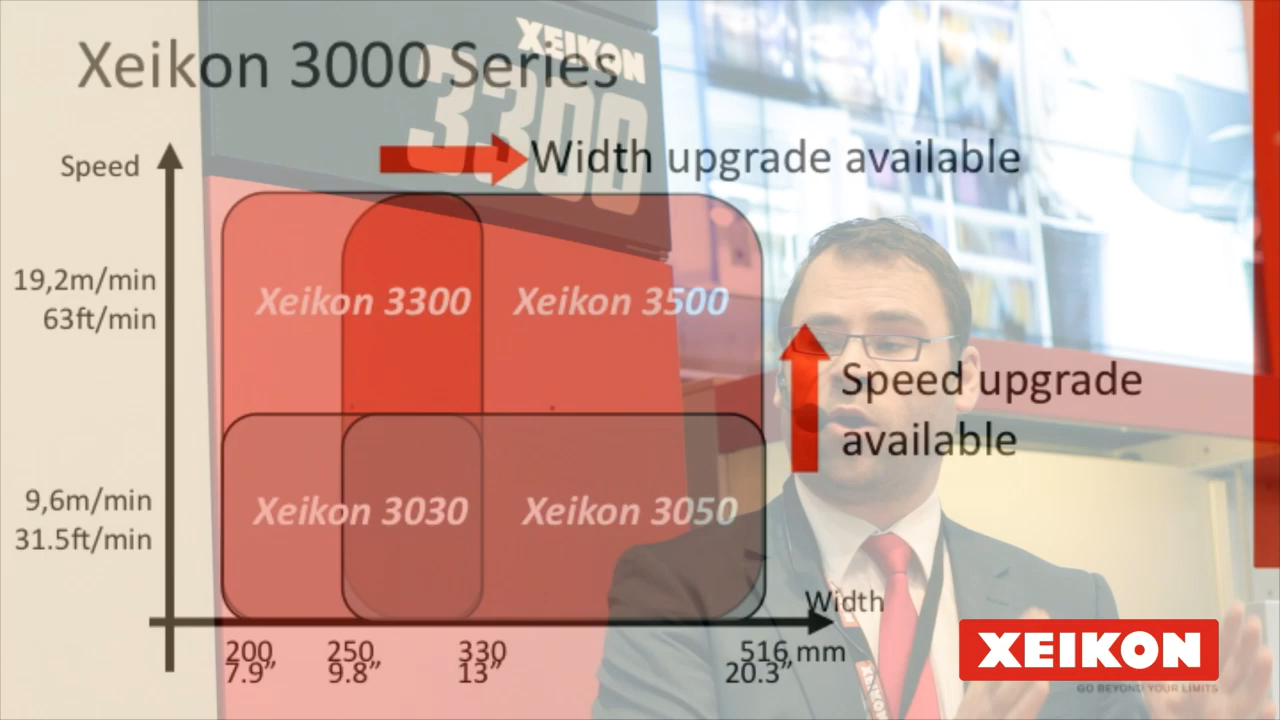 Xeikon 3000 Series
XEIKON
3300
Width upgrade available
Speed
19,2m/min
63ft/min
Xeikon 3300
Xeikon 3500
Speed upgrade
available
9,6m/min
31.5ft/min
Xeikon 3030
Xeikon 3050
Width
200
250
330
516 mm
7.9”
9.8”
13”
20.3”
XEIKON
GO BEYOND YOUR LIMITS